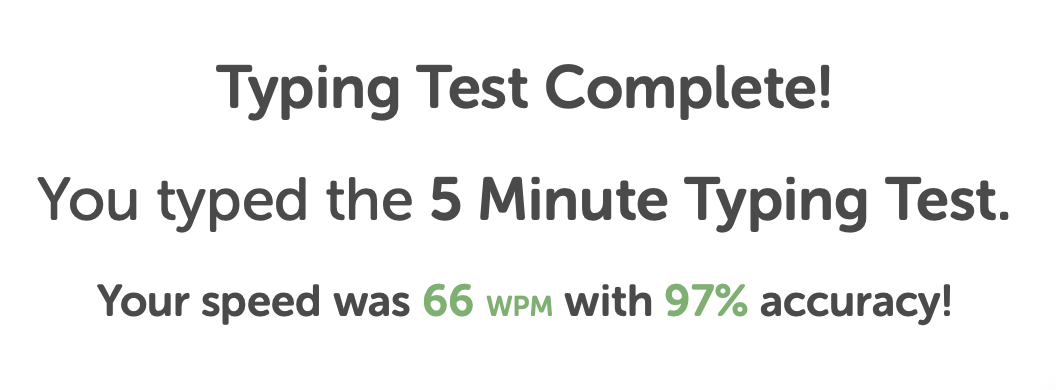 Typing Test Complete!
You typed the 5 Minute Typing Test.
Your speed was 66 WPM with 97% accuracy!